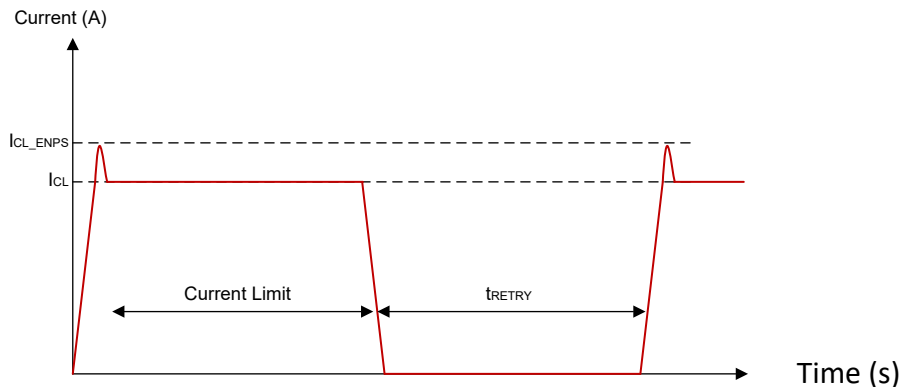 Current (A)
ICL_ENPS
ICL
Current Limit
tRETRY
Time (s)